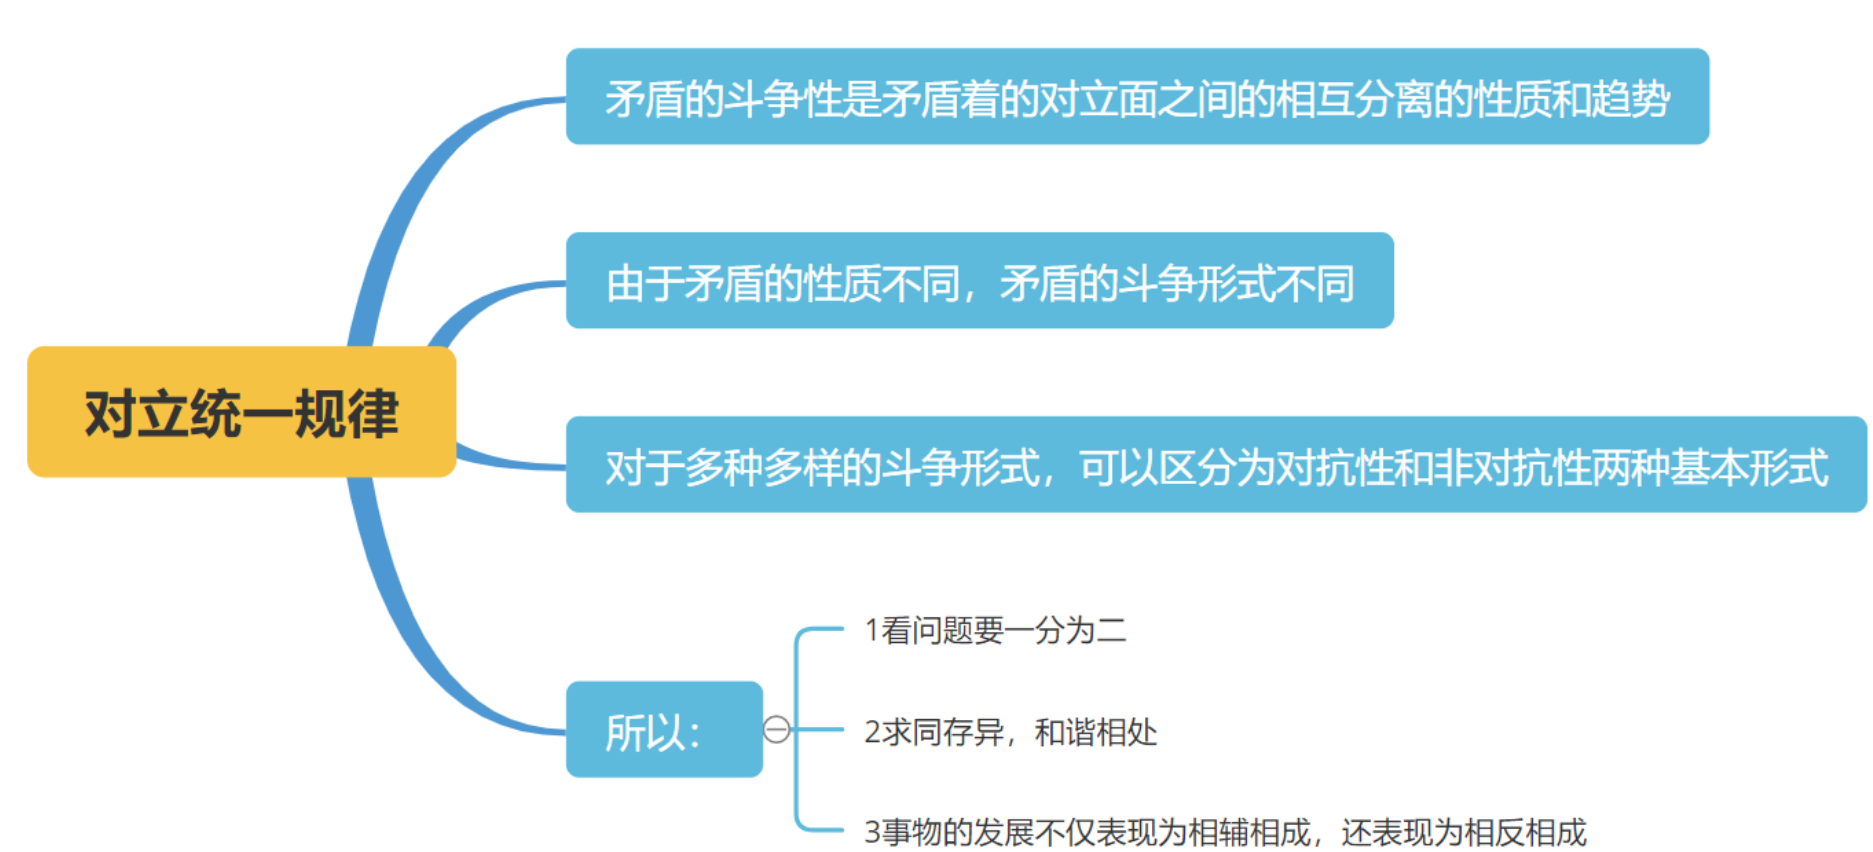 矛盾的斗争性是矛盾着的对立面之间的相互分离的性质和趋势
由于矛盾的性质不同，矛盾的斗争形式不同
对立统一规律
对于多种多样的斗争形式，可以区分为对抗性和非对抗性两种基本形式
所以：
1看问题要一分为二
2求同存异，和谐相处
3事物的发展不仅表现为相辅相成，还表现为相反相成